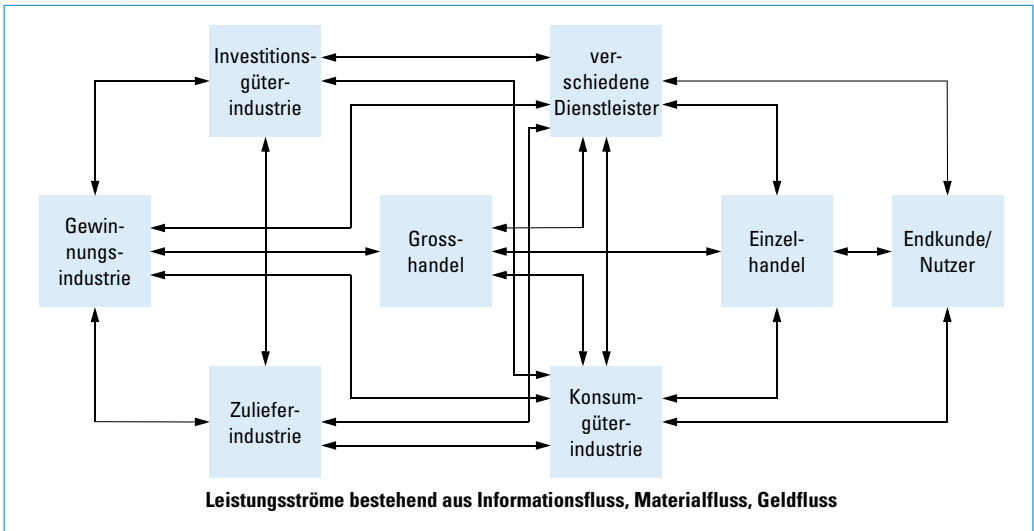 Investitions-
güter-
industrie
ver-
schiedene
Dienstleister
Gewin-
nungs-
industrie
Gross-
handel
Einzel-
handel
Endkunde/
Nutzer
Zuliefer-
industrie
Konsum-
güter-
industrie
Leistungsströme bestehend aus Informationsfluss, Materialfluss, Geldfluss